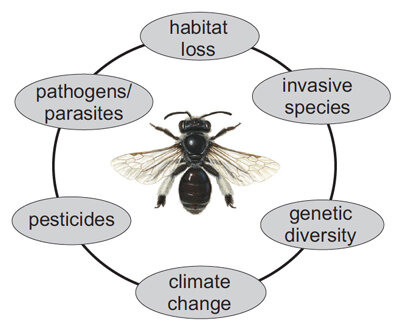 habitat
loss
invasive
species
genetic
diversity
climate
change
pesticides
pathogens/
parasites